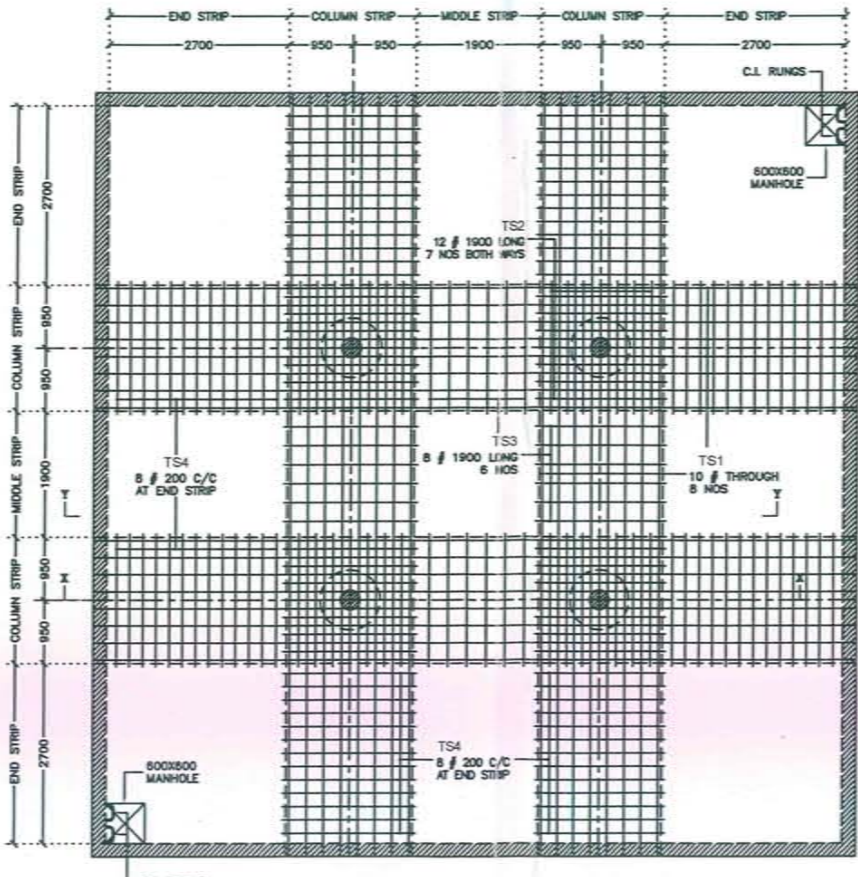 END STRIP COLUMN STRIP MIDDLE STRIP COLUMN STRIP END STRIP
2700 950 950 1900 950 950 2700
C.I. RUNGS
600X600
MANHOLE
END STRIP
2700
TS2
12 # 1900 LONG
7 NOS BOTH WAYS
COLUMN STRIP
950
950
MIDDLE STRIP
1900
TS4
8 # 200 C/C
AT END STRIP
TS3
8 # 1900 LONG
6 NOS
TS1
10 # THROUGH
8 NOS
Y
Y
COLUMN STRIP
950
950
X
X
END STRIP
2700
TS4
8 # 200 C/C
AT END STRIP
600X600
MANHOLE